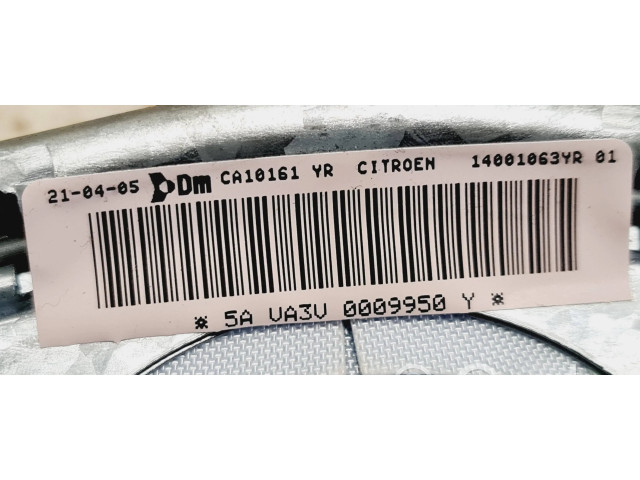 21-04-05 Dm CA10161 YR CITROEN 14001063YR 01
* 5A VA3V 0009950 Y *